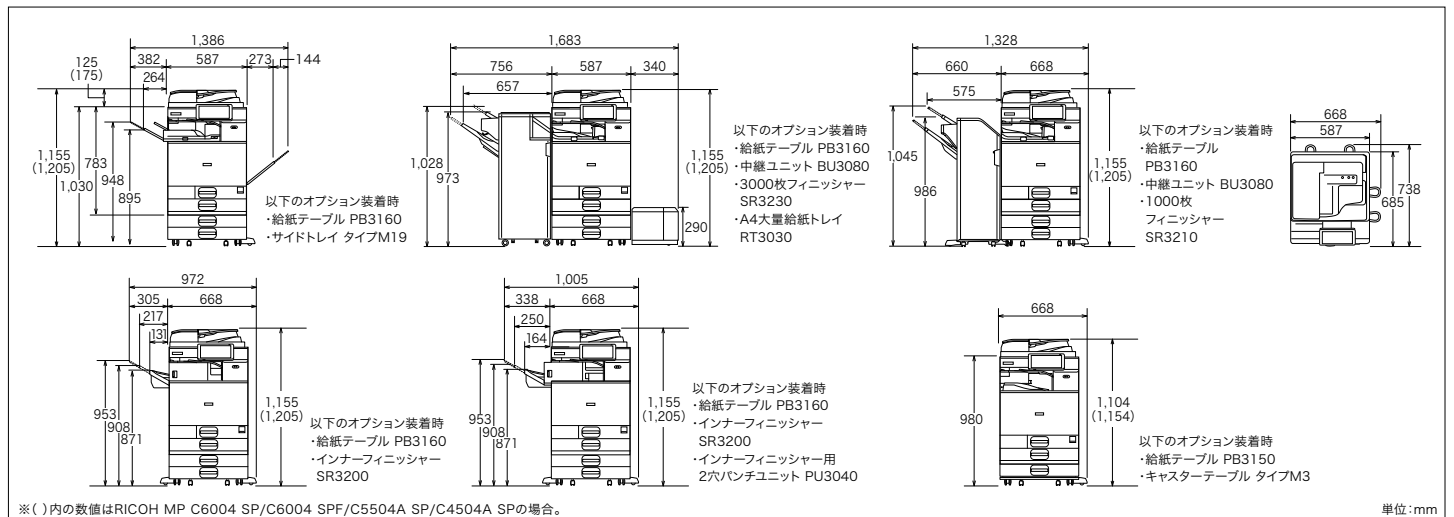 1,386
382
587
273
144
125
(175)
264
1,155
(1,205)
1,030
783
948
895
以下のオプション装着時
・給紙テーブル PB3160
・サイドトレイ タイプM19
1,683
756
587
340
657
1,028
973
1,155
(1,205)
290
以下のオプション装着時
・給紙テーブル PB3160
・中継ユニット BU3080
・3000枚フィニッシャー
SR3230
・A4大量給紙トレイ
RT3030
1,328
660
668
575
1,045
986
1,155
(1,205)
以下のオプション装着時
・給紙テーブル
PB3160
・中継ユニット BU3080
・1000枚
フィニッシャー
SR3210
668
587
738
685
972
305
668
217
131
953
908
871
1,155
(1,205)
以下のオプション装着時
・給紙テーブル PB3160
・インナーフィニッシャー
SR3200
1,005
338
668
250
164
953
908
871
1,155
(1,205)
以下のオプション装着時
・給紙テーブル PB3160
・インナーフィニッシャー
SR3200
・インナーフィニッシャー用
2穴パンチユニット PU3040
668
980
1,104
(1,154)
以下のオプション装着時
・給紙テーブル PB3150
・キャスターテーブル タイプM3
※( )内の数値はRICOH MP C6004 SP/C6004 SPF/C5504A SP/C4504A SPの場合。
単位:mm